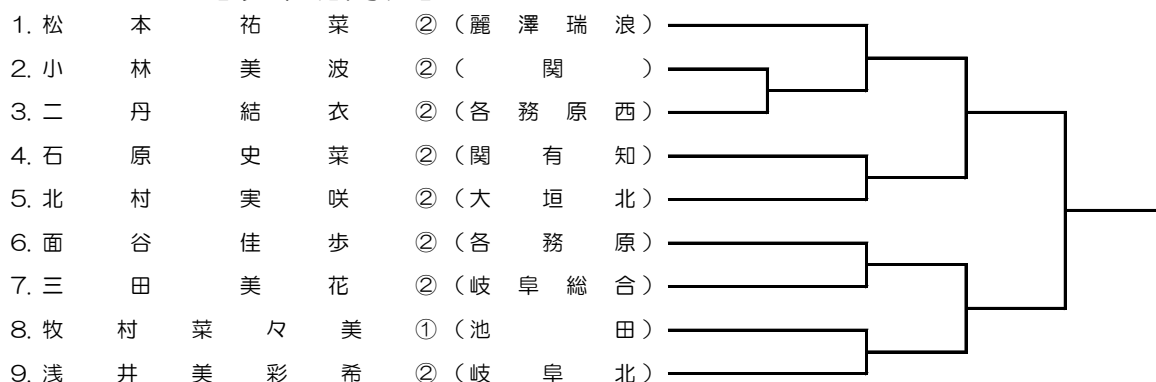 1. 松本祐菜 ② (麗澤瑞浪)
2. 小林美波 ② (関)
3. 二丹結衣 ② (各務原西)
4. 石原史菜 ② (関有知)
5. 北村実咲 ② (大垣北)
6. 面谷佳歩 ② (各務原)
7. 三田美花 ② (岐阜総合)
8. 牧村菜々美 ① (池田)
9. 浅井美彩希 ② (岐阜北)